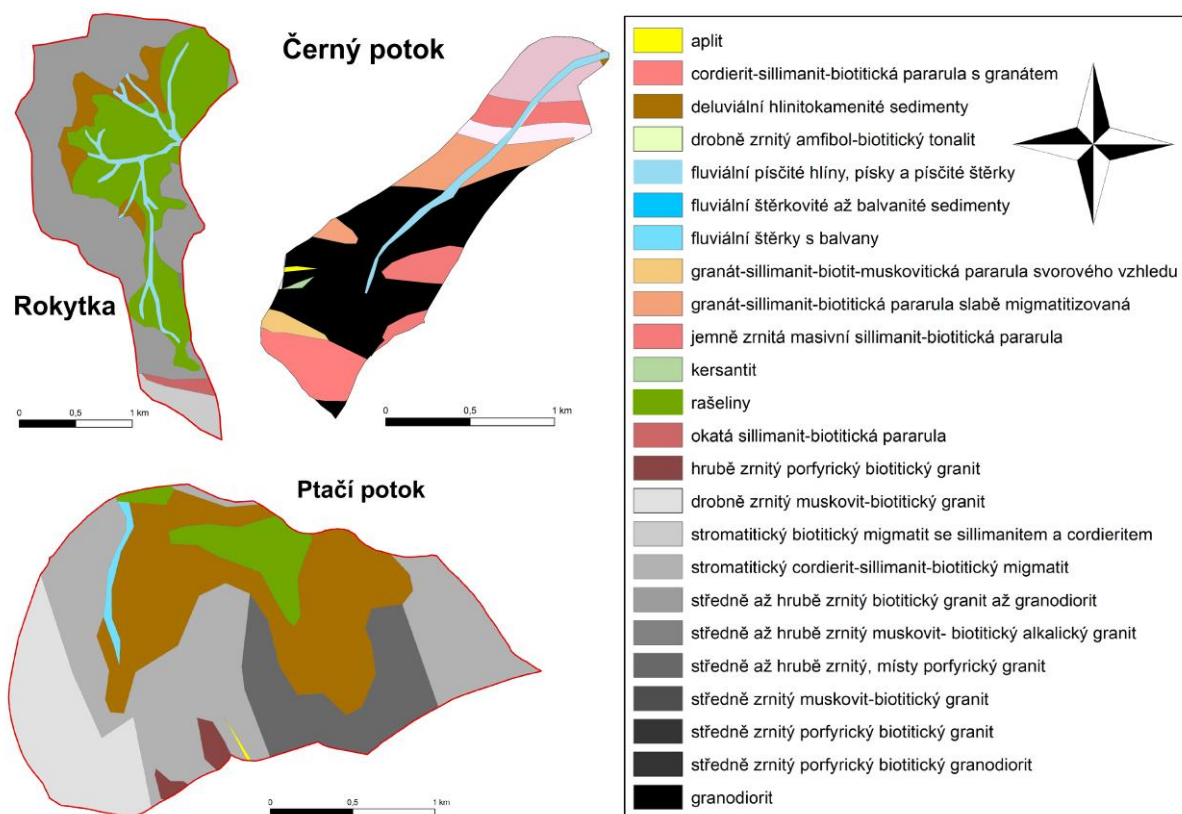 Černý potok
Rokytka
0 0,5 1 km
0 0,5 1 km
Ptačí potok
0 0,5 1 km
aplit
cordierit-sillimanit-biotitická pararula s granátem
deluviální hlinitokamenité sedimenty
drobně zrnitý amfibol-biotitický tonalit
fluviální písčité hlíny, písky a písčité štěrky
fluviální štěrkovité až balvanité sedimenty
fluviální štěrky s balvany
granát-sillimanit-biotit-muskovitická pararula svorového vzhledu
granát-sillimanit-biotitická pararula slabě migmatitizovaná
jemně zrnitá masivní sillimanit-biotitická pararula
kersantit
rašeliny
okatá sillimanit-biotitická pararula
hrubě zrnitý porfyrický biotitický granit
drobně zrnitý muskovit-biotitický granit
stromatitický biotitický migmatit se sillimanitem a cordieritem
stromatitický cordierit-sillimanit-biotitický migmatit
středně až hrubě zrnitý biotitický granit až granodiorit
středně až hrubě zrnitý muskovit- biotitický alkalický granit
středně až hrubě zrnitý, místy porfyrický granit
středně zrnitý muskovit-biotitický granit
středně zrnitý porfyrický biotitický granit
středně zrnitý porfyrický biotitický granodiorit
granodiorit